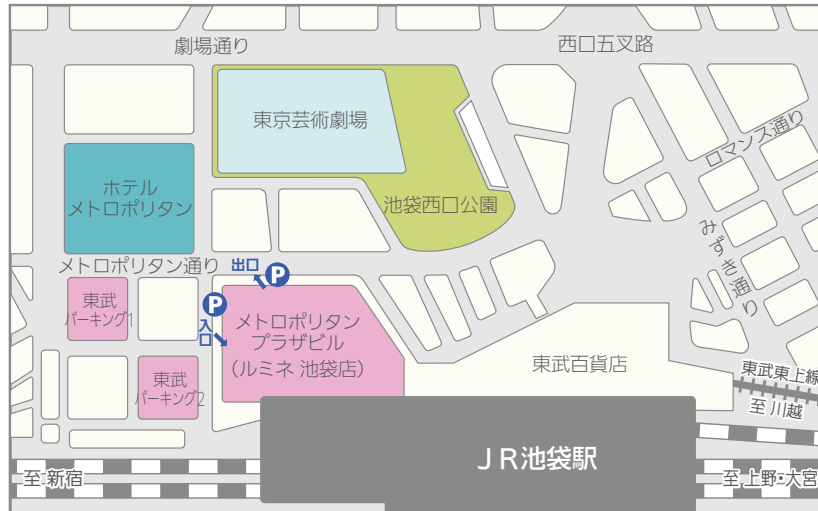 劇場通り
西口五叉路
東京芸術劇場
ロマンス通り
ホテル
メトロポリタン
池袋西口公園
みずき通り
メトロポリタン通り
出口
P
東武
パーキング1
P
入口
メトロポリタン
プラザビル
(ルミネ 池袋店)
東武百貨店
東武
パーキング2
東武東上線
至 川越
JR池袋駅
至 新宿
至 上野・大宮